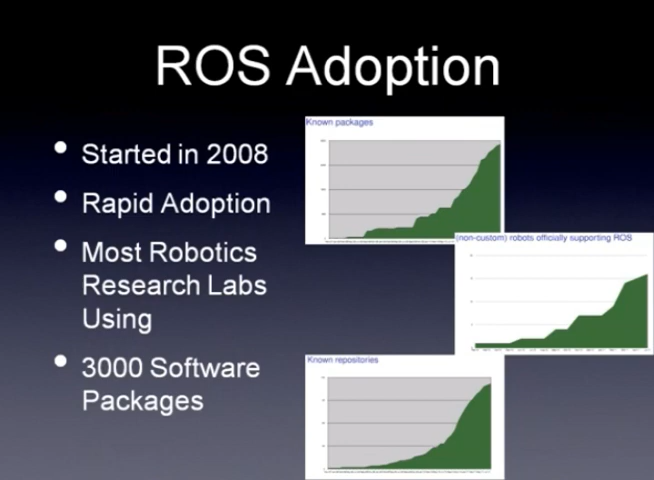 ROS Adoption
• Started in 2008
• Rapid Adoption
• Most Robotics
Research Labs
Using
• 3000 Software
Packages
Known packages
(non-custom) robots officially supporting ROS
Known repositories